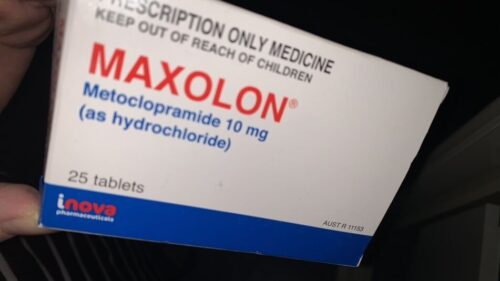 PRESCRIPTION ONLY MEDICINE
KEEP OUT OF REACH OF CHILDREN
MAXOLON®
Metoclopramide 10 mg
(as hydrochloride)
25 tablets
inova
pharmaceuticals
AUST R 11153